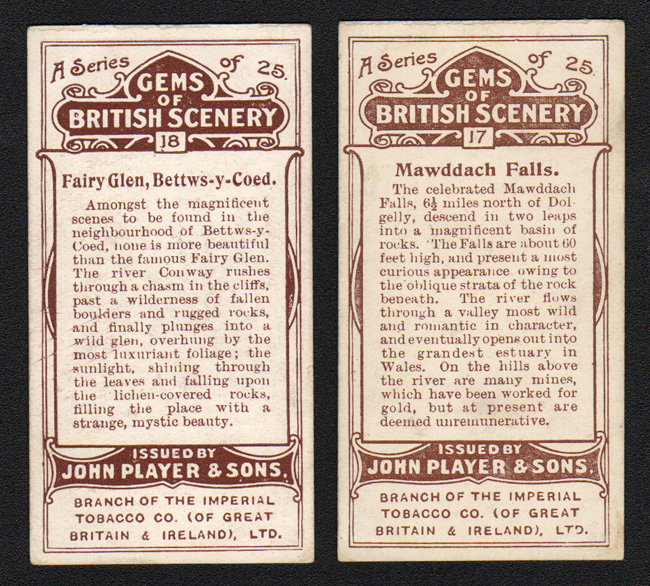 A Series of 25.
GEMS
OF
BRITISH SCENERY
18
Fairy Glen, Bettws-y-Coed.
Amongst the magnificent
scenes to be found in the
neighbourhood of Bettws-y-
Coed, none is more beautiful
than the famous Fairy Glen.
The river Conway rushes
through a chasm in the cliffs,
past a wilderness of fallen
boulders and rugged rocks,
and finally plunges into a
wild glen, overhung by the
most luxuriant foliage; the
sunlight, shining through
the leaves and falling upon
the lichen-covered rocks,
filling the place with a
strange, mystic beauty.
ISSUED BY
JOHN PLAYER & SONS.
BRANCH OF THE IMPERIAL
TOBACCO CO. (OF GREAT
BRITAIN & IRELAND), LTD.
A Series of 25.
GEMS
OF
BRITISH SCENERY
17
Mawddach Falls.
The celebrated Mawddach
Falls, 6½ miles north of Dol-
gelly, descend in two leaps
into a magnificent basin of
rocks. The Falls are about 60
feet high, and present a most
curious appearance owing to
the oblique strata of the rock
beneath. The river flows
through a valley most wild
and romantic in character,
and eventually opens out into
the grandest estuary in
Wales. On the hills above
the river are many mines,
which have been worked for
gold, but at present are
deemed unremunerative.
ISSUED BY
JOHN PLAYER & SONS.
BRANCH OF THE IMPERIAL
TOBACCO CO. (OF GREAT
BRITAIN & IRELAND), LTD.